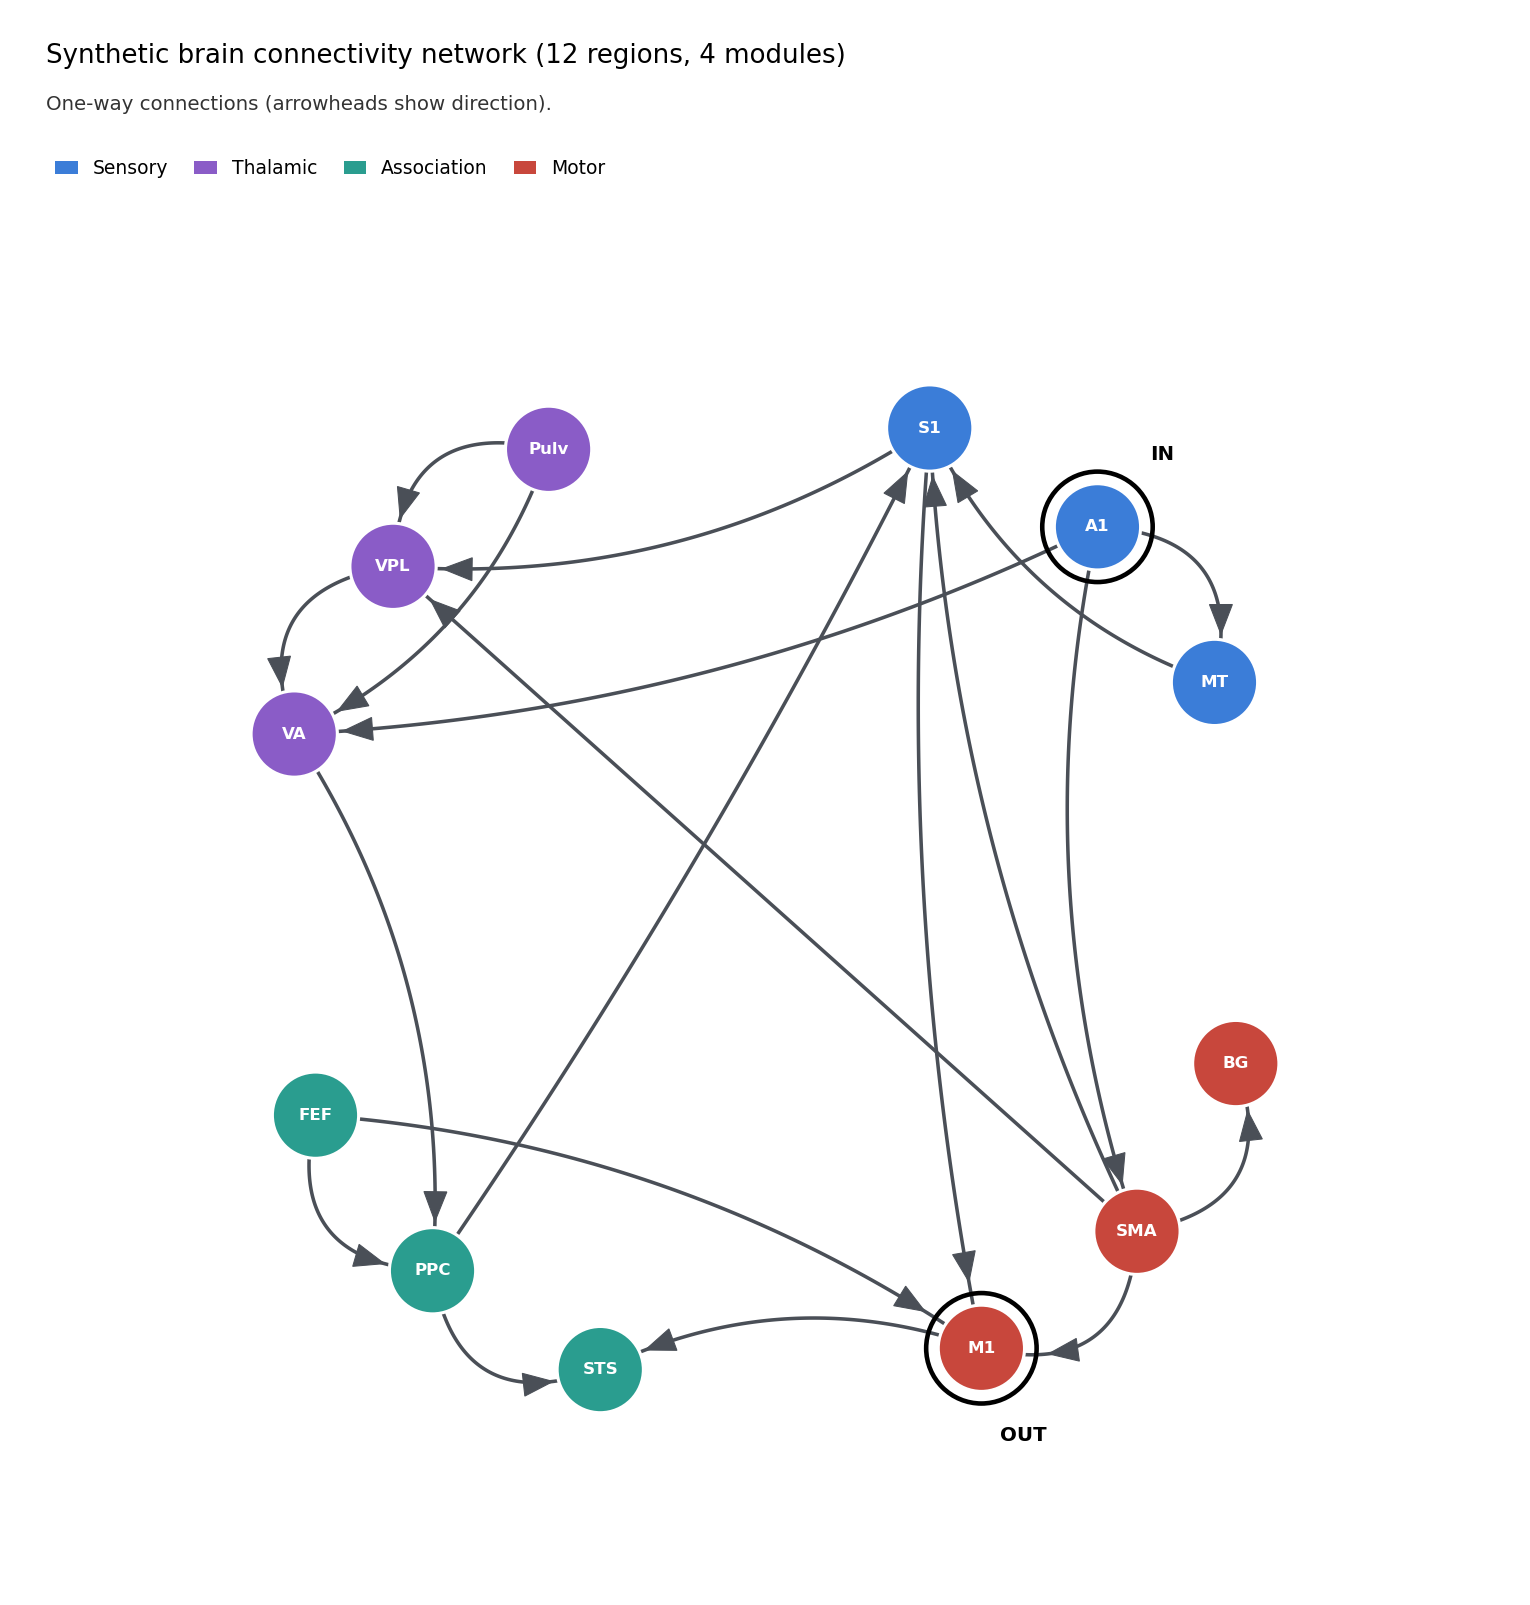 Synthetic brain connectivity network (12 regions, 4 modules)
One-way connections (arrowheads show direction).
Sensory Thalamic Association Motor
S1
Pulv
IN
A1
VPL
MT
VA
BG
FEF
SMA
PPC
M1
STS
OUT